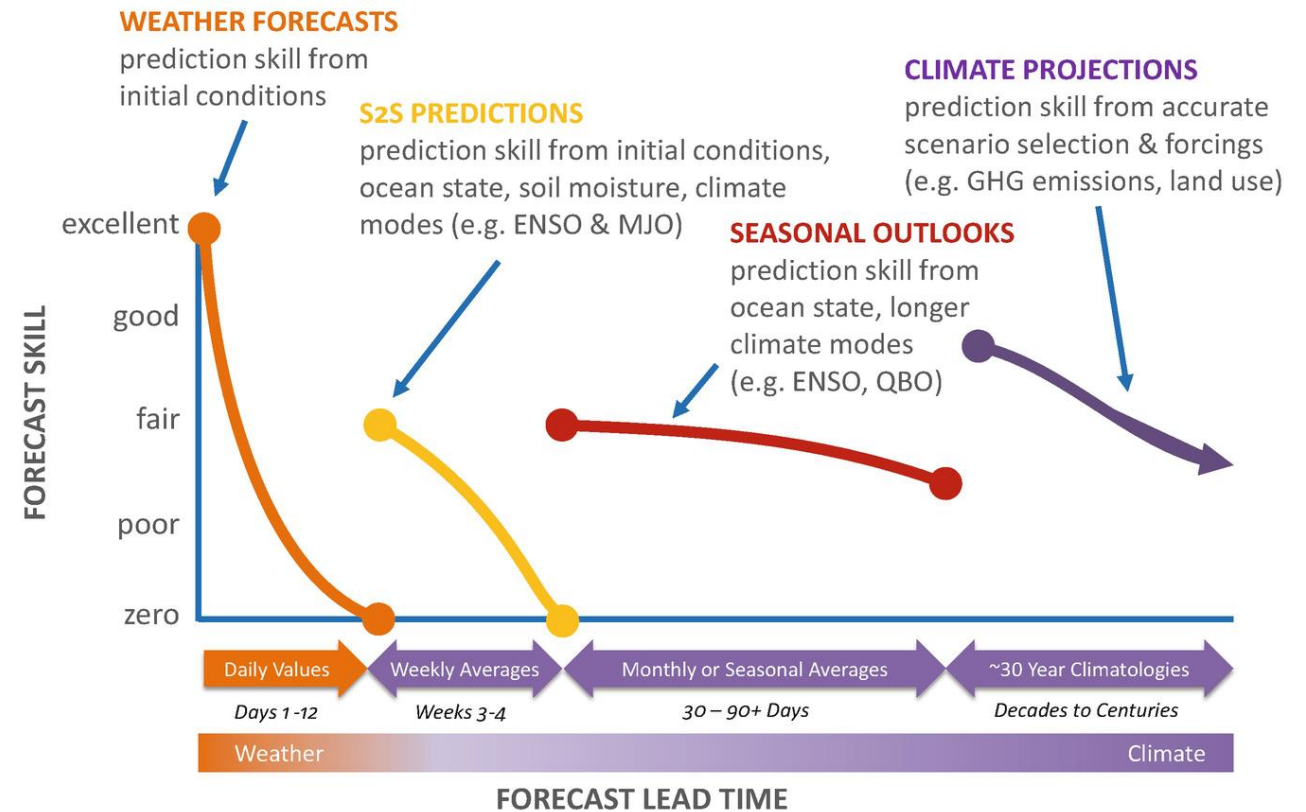 WEATHER FORECASTS
prediction skill from
initial conditions
S2S PREDICTIONS
prediction skill from initial conditions,
ocean state, soil moisture, climate
modes (e.g. ENSO & MJO)
CLIMATE PROJECTIONS
prediction skill from accurate
scenario selection & forcings
(e.g. GHG emissions, land use)
SEASONAL OUTLOOKS
prediction skill from
ocean state, longer
climate modes
(e.g. ENSO, QBO)
FORECAST SKILL
excellent
good
fair
poor
zero
Daily Values
Weekly Averages
Monthly or Seasonal Averages
~30 Year Climatologies
Days 1-12
Weeks 3-4
30 – 90+ Days
Decades to Centuries
Weather
Climate
FORECAST LEAD TIME